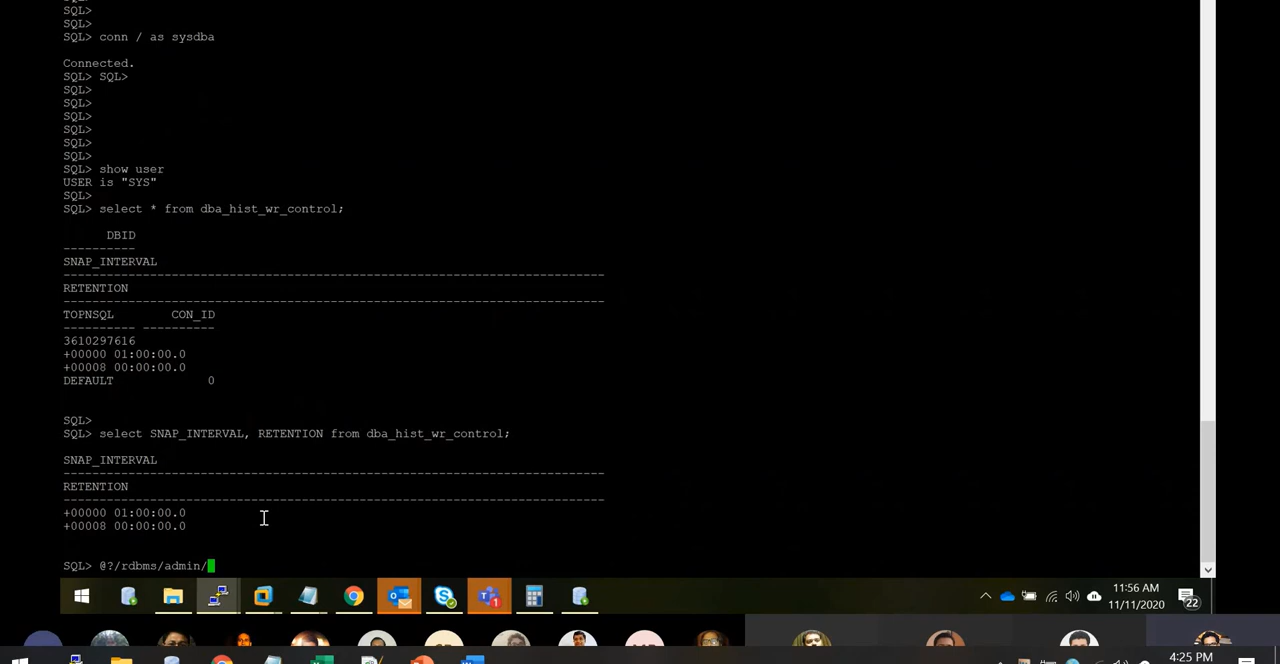 SQL>
SQL>
SQL>
SQL> conn / as sysdba
Connected.
SQL> SQL>
SQL>
SQL>
SQL>
SQL>
SQL>
SQL>
SQL> show user
USER is "SYS"
SQL>
SQL> select * from dba_hist_wr_control;
DBID
----------
SNAP_INTERVAL
---------------------------------------------------------------------------
RETENTION
---------------------------------------------------------------------------
TOPNSQL        CON_ID
---------- ----------
3610297616
+00000 01:00:00.0
+00008 00:00:00.0
DEFAULT             0
SQL>
SQL> select SNAP_INTERVAL, RETENTION from dba_hist_wr_control;
SNAP_INTERVAL
---------------------------------------------------------------------------
RETENTION
---------------------------------------------------------------------------
+00000 01:00:00.0
+00008 00:00:00.0
SQL> @?/rdbms/admin/
11:56 AM
11/11/2020
22
1
4:25 PM